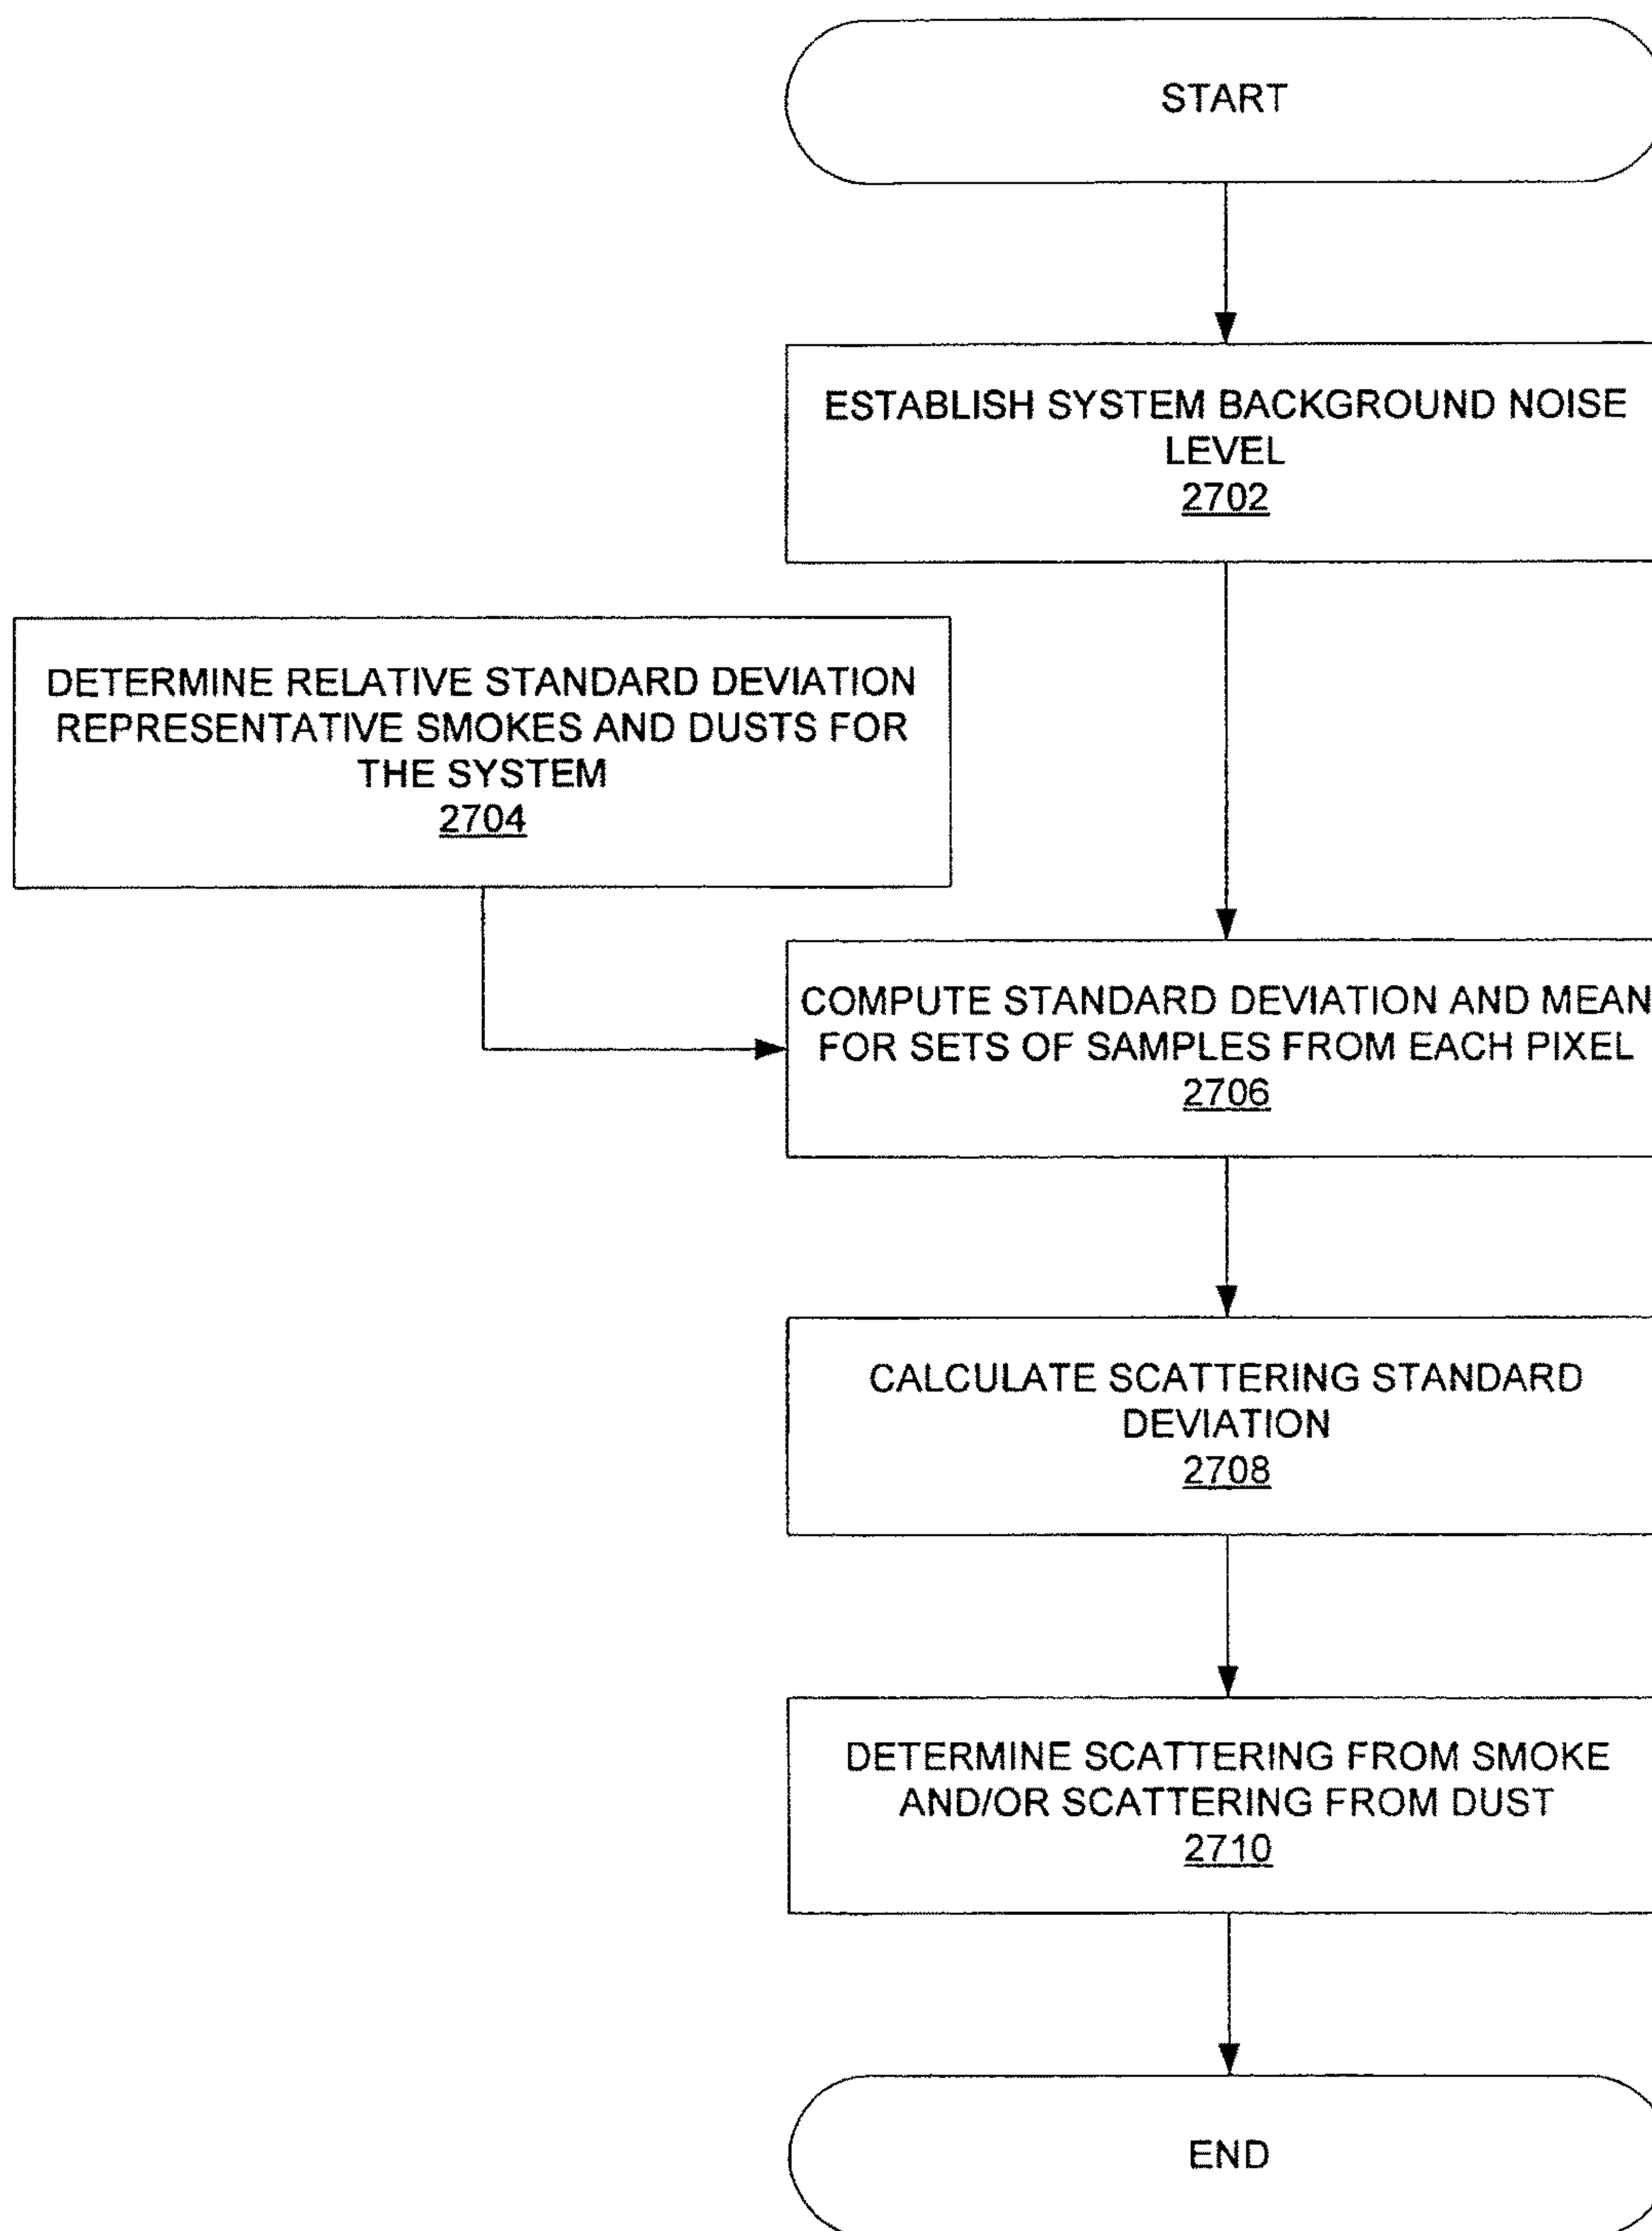 START
ESTABLISH SYSTEM BACKGROUND NOISE
LEVEL
2702
DETERMINE RELATIVE STANDARD DEVIATION
REPRESENTATIVE SMOKES AND DUSTS FOR
THE SYSTEM
2704
COMPUTE STANDARD DEVIATION AND MEAN
FOR SETS OF SAMPLES FROM EACH PIXEL
2706
CALCULATE SCATTERING STANDARD
DEVIATION
2708
DETERMINE SCATTERING FROM SMOKE
AND/OR SCATTERING FROM DUST
2710
END